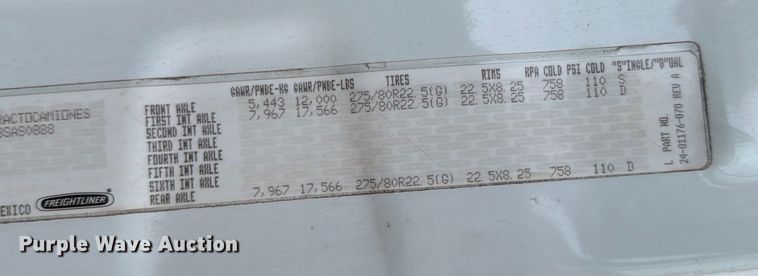 GAWR/PNBE-KG GAWR/PNBE-LBS TIRES RIMS KPA COLD PSI COLD "S"INGLE/"D"UAL
FRONT AXLE 5,443 12,000 275/80R22.5(G) 22.5X8.25 758 110 S
FIRST INT AXLE 7,967 17,566 275/80R22.5(G) 22.5X8.25 758 110 D
SECOND INT AXLE
THIRD INT AXLE
FOURTH INT AXLE
FIFTH INT AXLE
SIXTH INT AXLE
REAR AXLE 7,967 17,566 275/80R22.5(G) 22.5X8.25 758 110 D
RACTOCAMIONES
BSAS0888
EXICO FREIGHTLINER
L PART NO.
24-01176-070 REV A
Purple Wave Auction